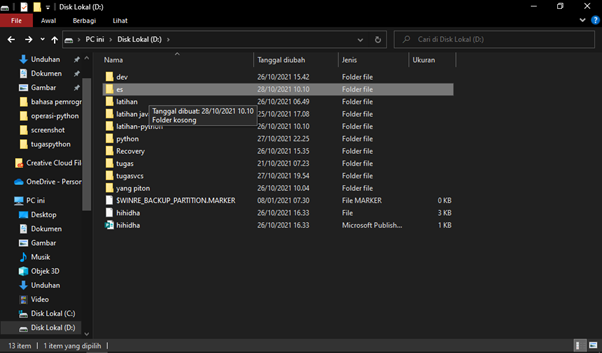 Disk Lokal (D:)
File Awal Berbagi Lihat
PC ini Disk Lokal (D:)
Cari di Disk Lokal (D:)
Unduhan
Dokumen
Gambar
bahasa pemrogr
operasi-python
screenshot
tugaspython
Creative Cloud Fil
OneDrive - Person
PC ini
Desktop
Dokumen
Gambar
Musik
Objek 3D
Unduhan
Video
Disk Lokal (C:)
Disk Lokal (D:)
Nama Tanggal diubah Jenis Ukuran
dev 26/10/2021 15.42 Folder file
es 28/10/2021 10.10 Folder file
latihan 26/10/2021 06.49 Folder file
latihan jav 25/10/2021 17.08 Folder file
latihan-python 26/10/2021 10.10 Folder file
python 27/10/2021 22.25 Folder file
Recovery 26/10/2021 15.35 Folder file
tugas 21/10/2021 07.23 Folder file
tugasvcs 27/10/2021 19.54 Folder file
yang piton 26/10/2021 10.04 Folder file
$WINRE_BACKUP_PARTITION.MARKER 08/01/2021 07.30 File MARKER 0 KB
hihidha 26/10/2021 16.33 File 3 KB
hihidha 26/10/2021 16.33 Microsoft Publish... 1 KB
Tanggal dibuat: 28/10/2021 10.10
Folder kosong
13 item 1 item yang dipilih